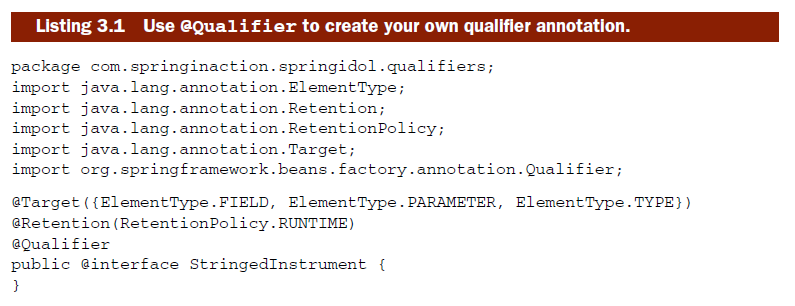 Listing 3.1 Use @Qualifier to create your own qualifier annotation.
package com.springinaction.springidol.qualifiers;
import java.lang.annotation.ElementType;
import java.lang.annotation.Retention;
import java.lang.annotation.RetentionPolicy;
import java.lang.annotation.Target;
import org.springframework.beans.factory.annotation.Qualifier;
@Target({ElementType.FIELD, ElementType.PARAMETER, ElementType.TYPE})
@Retention(RetentionPolicy.RUNTIME)
@Qualifier
public @interface StringedInstrument {
}